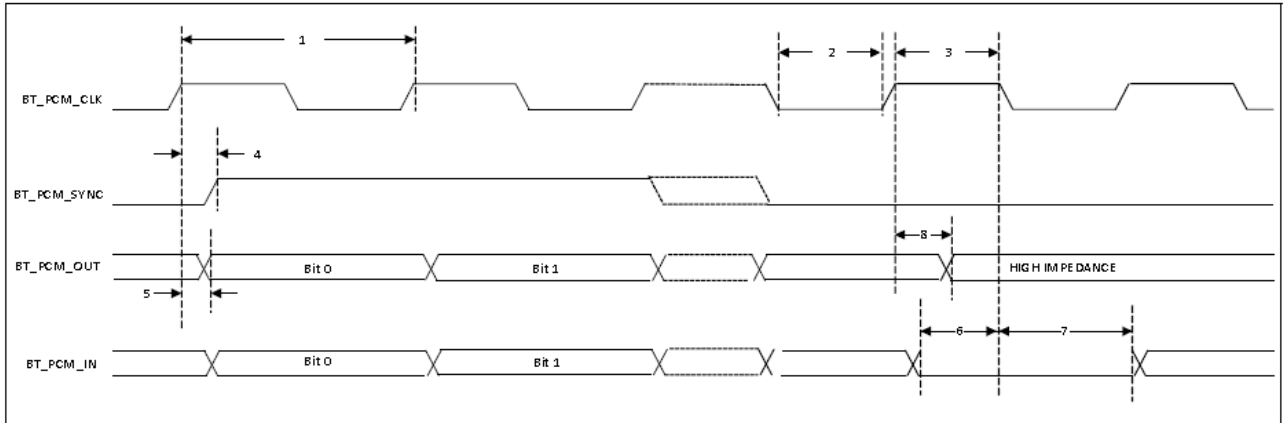 1
2
3
BT_PCM_CLK
4
BT_PCM_SYNC
8
BT_PCM_OUT
Bit 0
Bit 1
HIGH IMPEDANCE
5
6
7
BT_PCM_IN
Bit 0
Bit 1